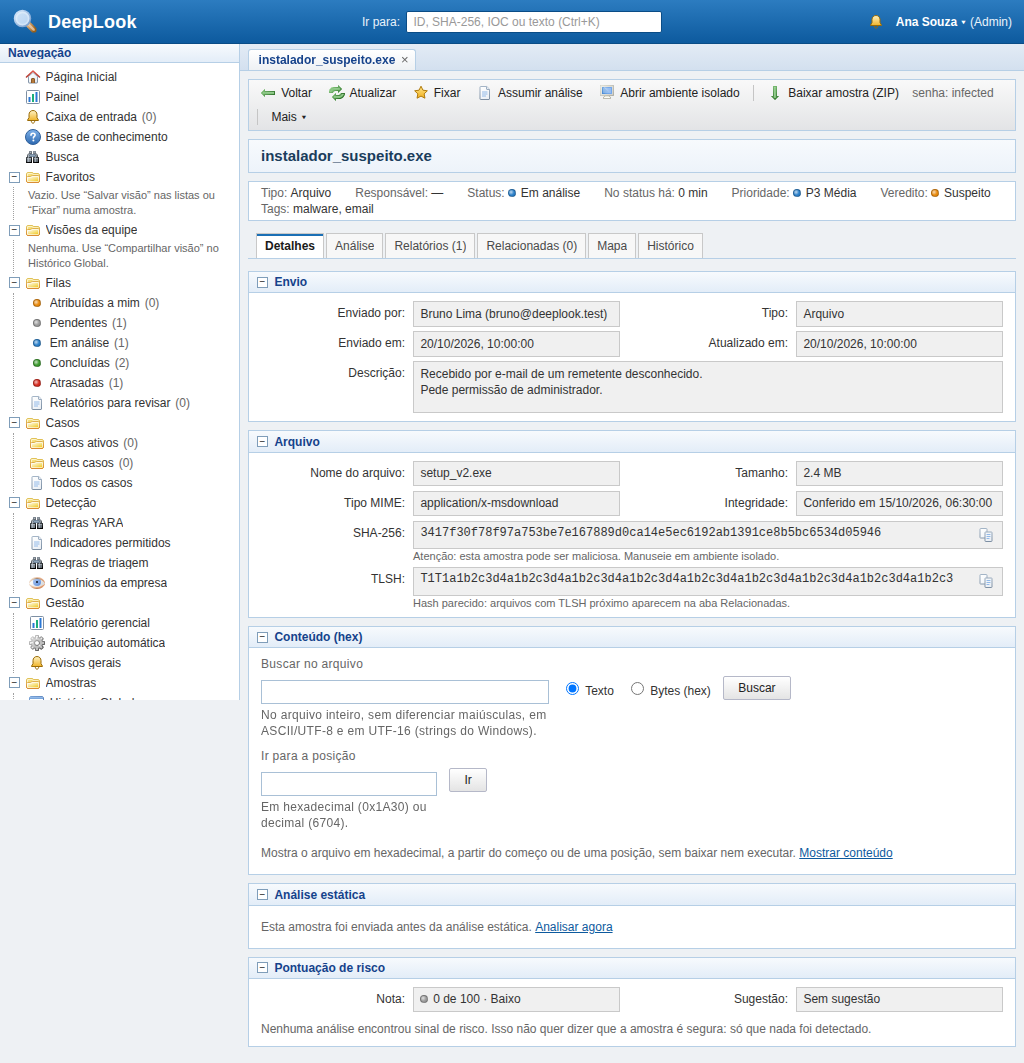 DeepLook
Ir para: ID, SHA-256, IOC ou texto (Ctrl+K)
Ana Souza ▾ (Admin)
Navegação
Página Inicial
Painel
Caixa de entrada (0)
Base de conhecimento
Busca
Favoritos
Vazio. Use “Salvar visão” nas listas ou
“Fixar” numa amostra.
Visões da equipe
Nenhuma. Use “Compartilhar visão” no
Histórico Global.
Filas
Atribuídas a mim (0)
Pendentes (1)
Em análise (1)
Concluídas (2)
Atrasadas (1)
Relatórios para revisar (0)
Casos
Casos ativos (0)
Meus casos (0)
Todos os casos
Detecção
Regras YARA
Indicadores permitidos
Regras de triagem
Domínios da empresa
Gestão
Relatório gerencial
Atribuição automática
Avisos gerais
Amostras
instalador_suspeito.exe ×
Voltar Atualizar Fixar Assumir análise Abrir ambiente isolado Baixar amostra (ZIP) senha: infected
Mais ▾
instalador_suspeito.exe
Tipo: Arquivo Responsável: — Status: Em análise No status há: 0 min Prioridade: P3 Média Veredito: Suspeito
Tags: malware, email
Detalhes Análise Relatórios (1) Relacionadas (0) Mapa Histórico
Envio
Enviado por: Bruno Lima (bruno@deeplook.test) Tipo: Arquivo
Enviado em: 20/10/2026, 10:00:00 Atualizado em: 20/10/2026, 10:00:00
Descrição: Recebido por e-mail de um remetente desconhecido.
Pede permissão de administrador.
Arquivo
Nome do arquivo: setup_v2.exe Tamanho: 2.4 MB
Tipo MIME: application/x-msdownload Integridade: Conferido em 15/10/2026, 06:30:00
SHA-256: 3417f30f78f97a753be7e167889d0ca14e5ec6192ab1391ce8b5bc6534d05946
Atenção: esta amostra pode ser maliciosa. Manuseie em ambiente isolado.
TLSH: T1T1a1b2c3d4a1b2c3d4a1b2c3d4a1b2c3d4a1b2c3d4a1b2c3d4a1b2c3d4a1b2c3d4a1b2c3
Hash parecido: arquivos com TLSH próximo aparecem na aba Relacionadas.
Conteúdo (hex)
Buscar no arquivo
Texto Bytes (hex) Buscar
No arquivo inteiro, sem diferenciar maiúsculas, em
ASCII/UTF-8 e em UTF-16 (strings do Windows).
Ir para a posição
Ir
Em hexadecimal (0x1A30) ou
decimal (6704).
Mostra o arquivo em hexadecimal, a partir do começo ou de uma posição, sem baixar nem executar. Mostrar conteúdo
Análise estática
Esta amostra foi enviada antes da análise estática. Analisar agora
Pontuação de risco
Nota: 0 de 100 · Baixo Sugestão: Sem sugestão
Nenhuma análise encontrou sinal de risco. Isso não quer dizer que a amostra é segura: só que nada foi detectado.